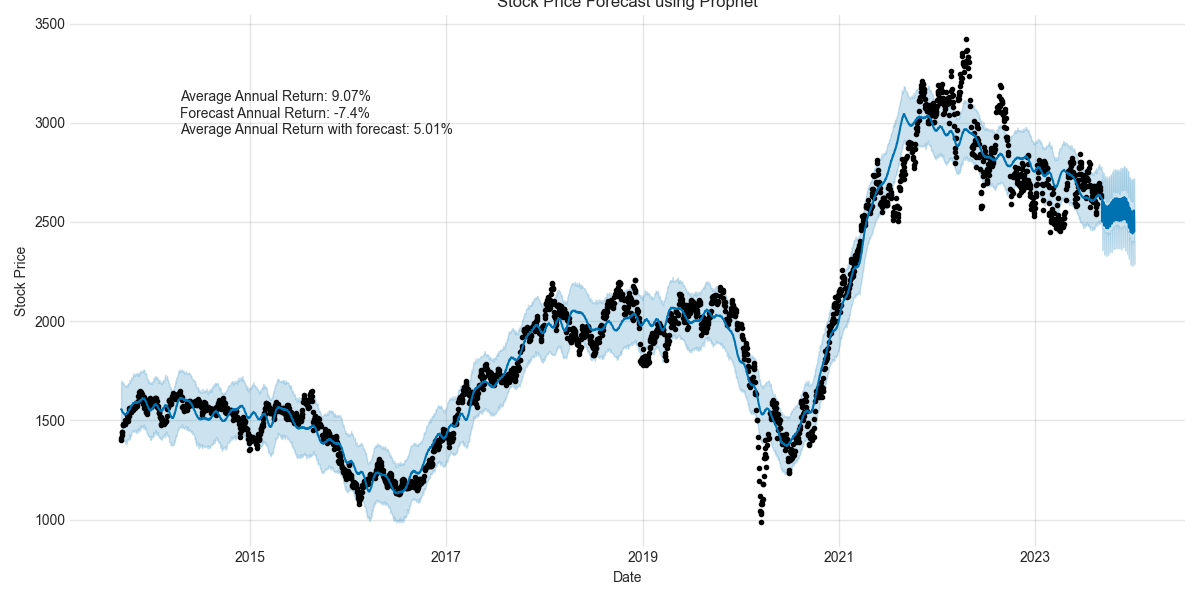 Stock Price Forecast using Prophet
3500
Average Annual Return: 9.07%
Forecast Annual Return: -7.4%
Average Annual Return with forecast: 5.01%
3000
2500
Stock Price
2000
1500
1000
2015 2017 2019 2021 2023
Date